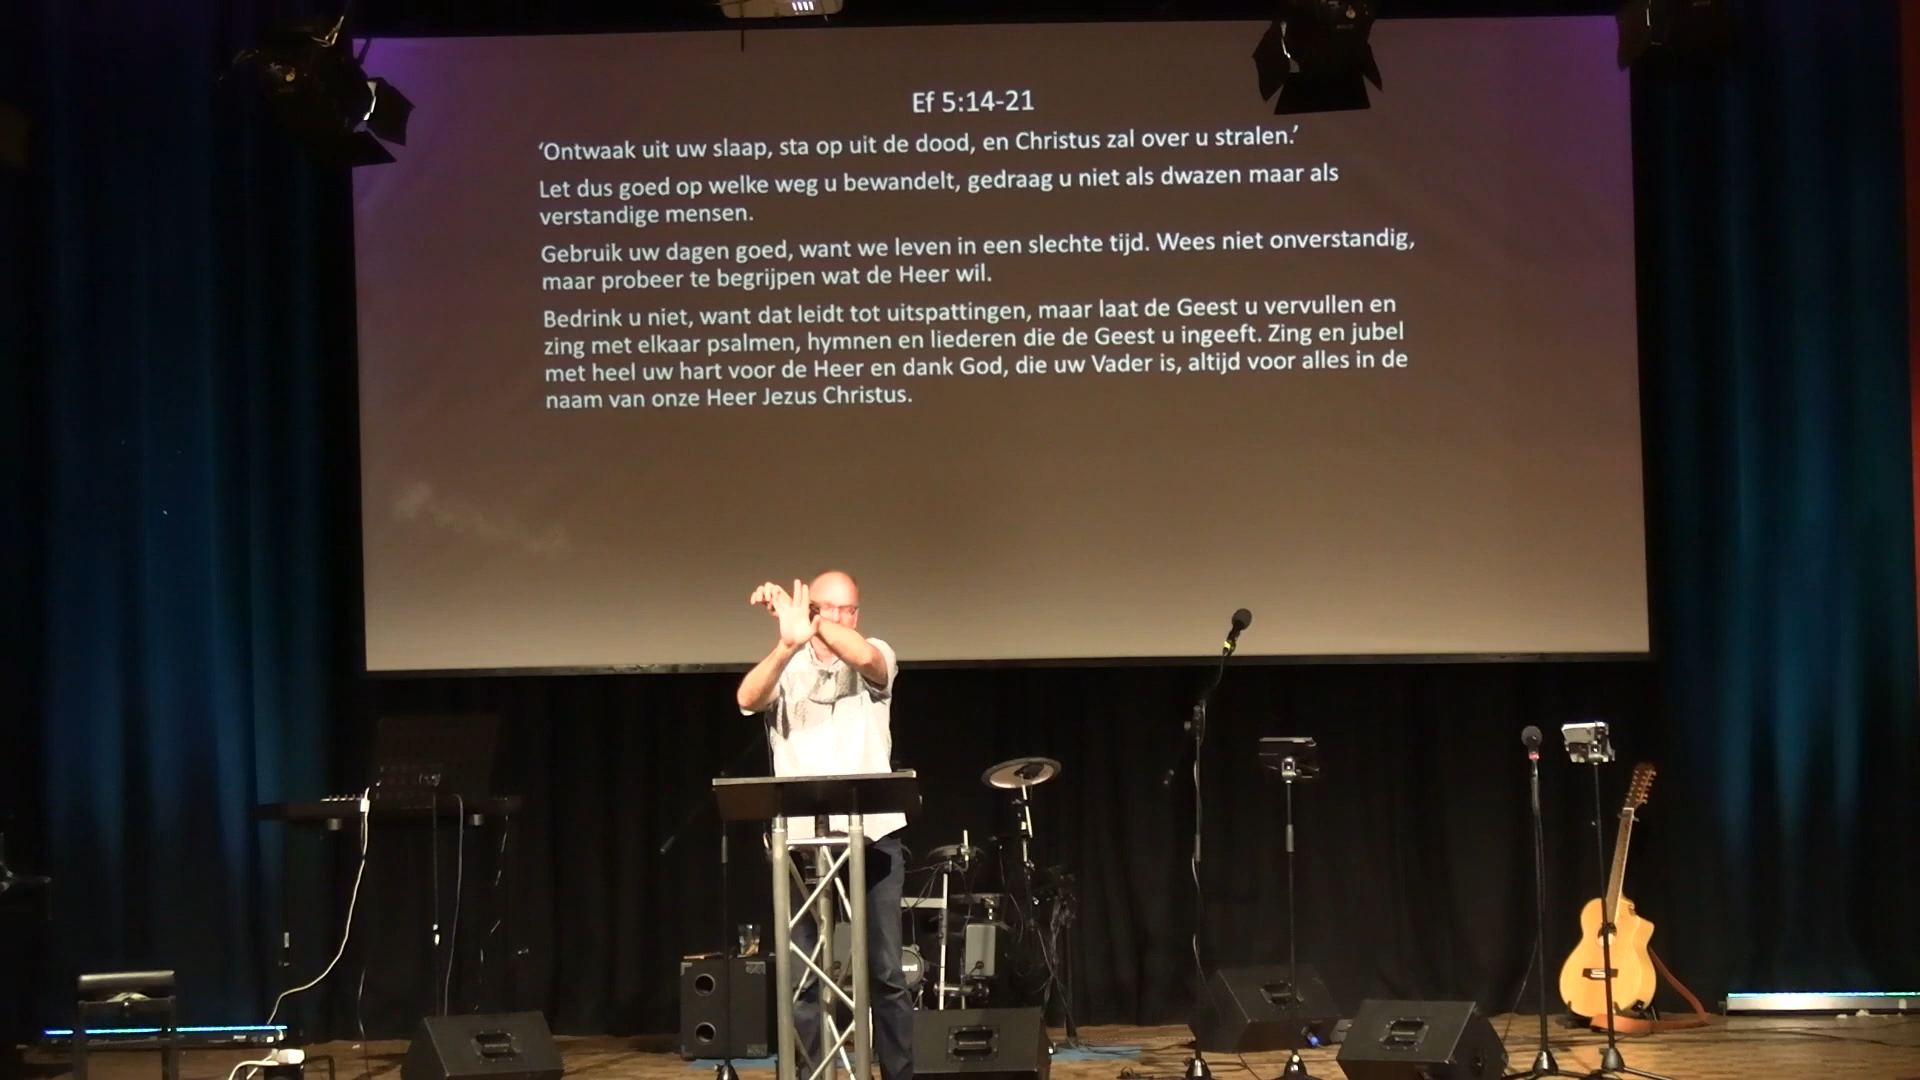 Ef 5:14-21
‘Ontwaak uit uw slaap, sta op uit de dood, en Christus zal over u stralen.’
Let dus goed op welke weg u bewandelt, gedraag u niet als dwazen maar als
verstandige mensen.
Gebruik uw dagen goed, want we leven in een slechte tijd. Wees niet onverstandig,
maar probeer te begrijpen wat de Heer wil.
Bedrink u niet, want dat leidt tot uitspattingen, maar laat de Geest u vervullen en
zing met elkaar psalmen, hymnen en liederen die de Geest u ingeeft. Zing en jubel
met heel uw hart voor de Heer en dank God, die uw Vader is, altijd voor alles in de
naam van onze Heer Jezus Christus.